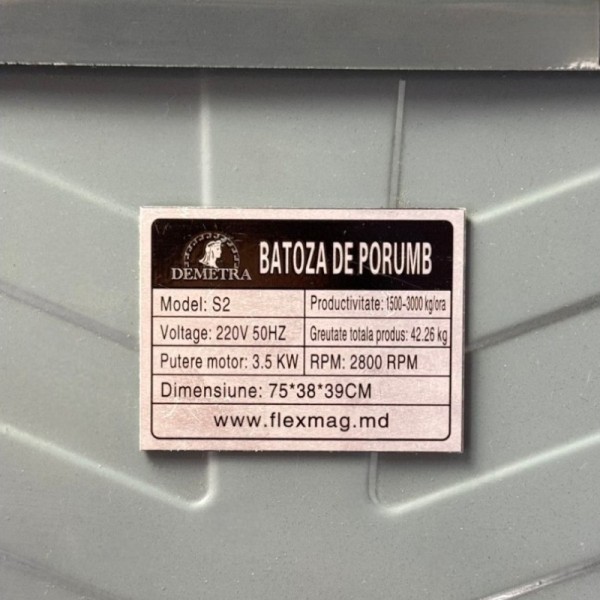 DEMETRA
BATOZA DE PORUMB
Model: S2
Productivitate: 1500-3000 kg/ora
Voltage: 220V 50HZ
Greutate totala produs: 42.26 kg
Putere motor: 3.5 KW
RPM: 2800 RPM
Dimensiune: 75*38*39CM
www.flexmag.md